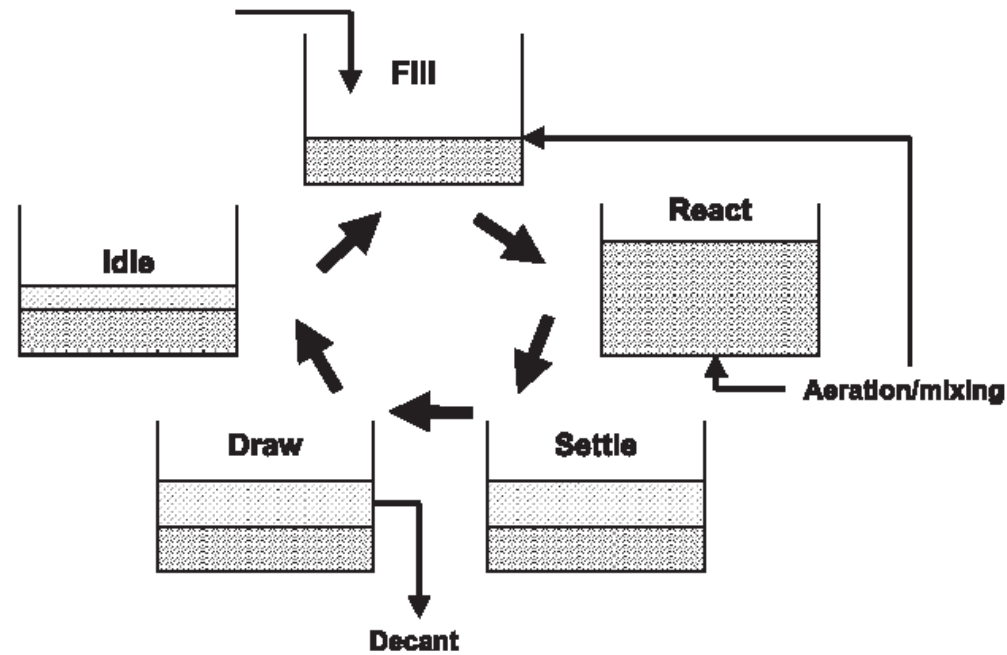 Fill
React
Idle
Aeration/mixing
Draw
Settle
Decant